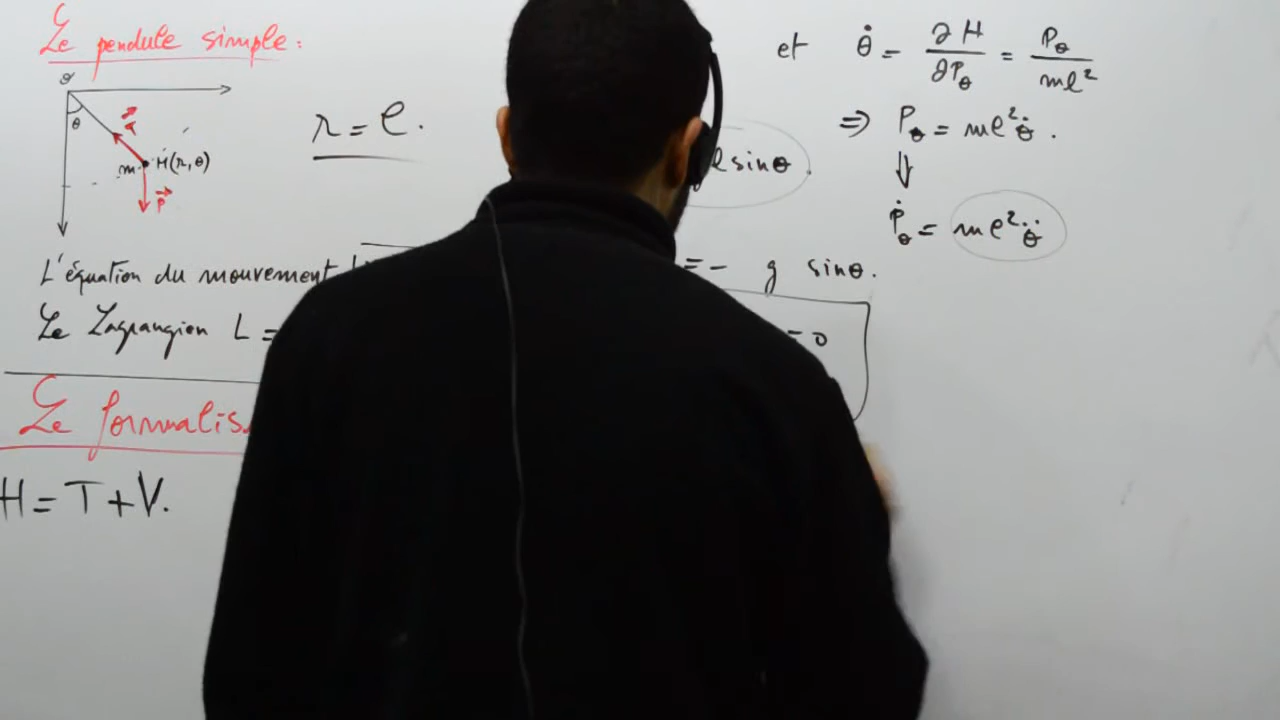 Le pendule simple :
θ
m M(r, θ)
r = l .
L'équation du mouvement
= - g sinθ .
Le Lagrangien L =
= 0
Le formalis
H = T + V .
l sinθ
et θ̇ = ∂H/∂P_θ = P_θ/ml²
⇒ P_θ = ml²θ̇ .
⇓
Ṗ_θ = ml²θ̈